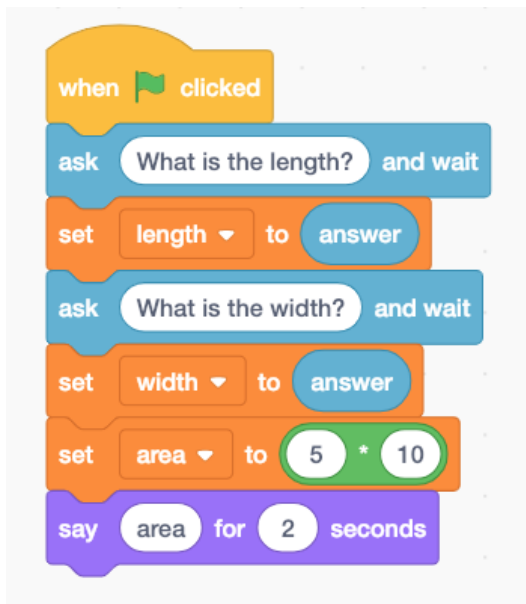 when clicked
ask What is the length? and wait
set length to answer
ask What is the width? and wait
set width to answer
set area to 5 * 10
say area for 2 seconds